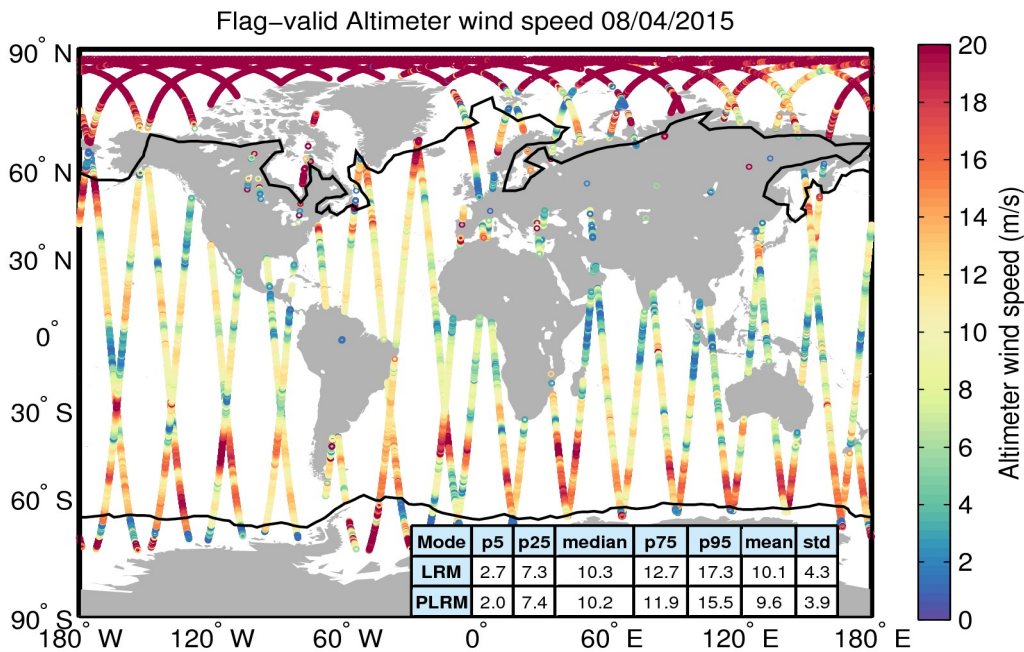 Flag−valid Altimeter wind speed 08/04/2015
90° N
60° N
30° N
0°
30° S
60° S
90° S
180° W
120° W
60° W
0°
60° E
120° E
180° E
Mode p5 p25 median p75 p95 mean std
LRM 2.7 7.3 10.3 12.7 17.3 10.1 4.3
PLRM 2.0 7.4 10.2 11.9 15.5 9.6 3.9
20
18
16
14
12
10
8
6
4
2
0
Altimeter wind speed (m/s)